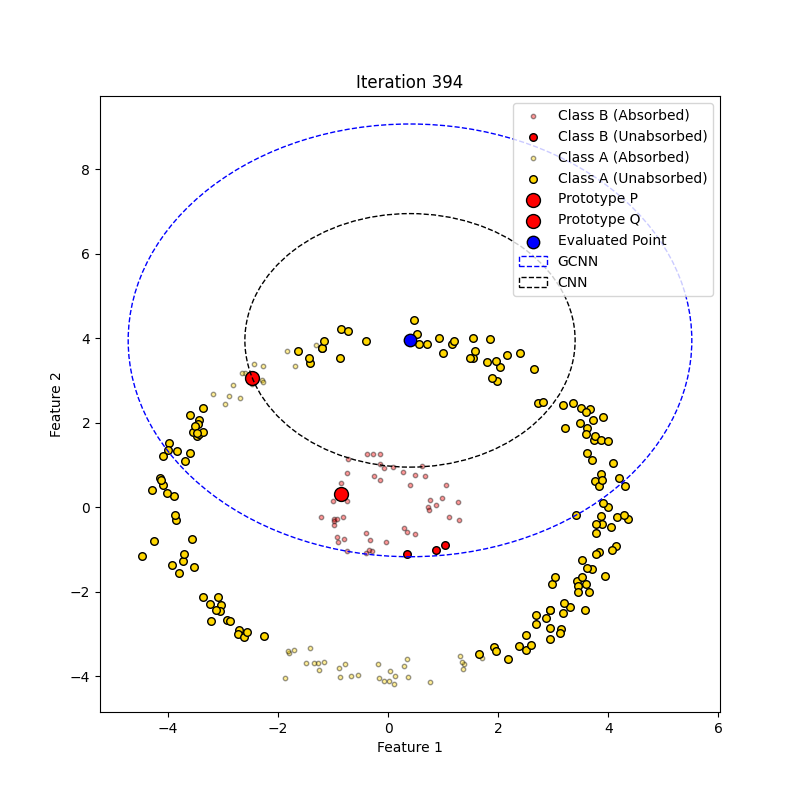 Iteration 394
Class B (Absorbed)
Class B (Unabsorbed)
Class A (Absorbed)
Class A (Unabsorbed)
Prototype P
Prototype Q
Evaluated Point
GCNN
CNN
Feature 2
8
6
4
2
0
−2
−4
−4
−2
0
2
4
6
Feature 1